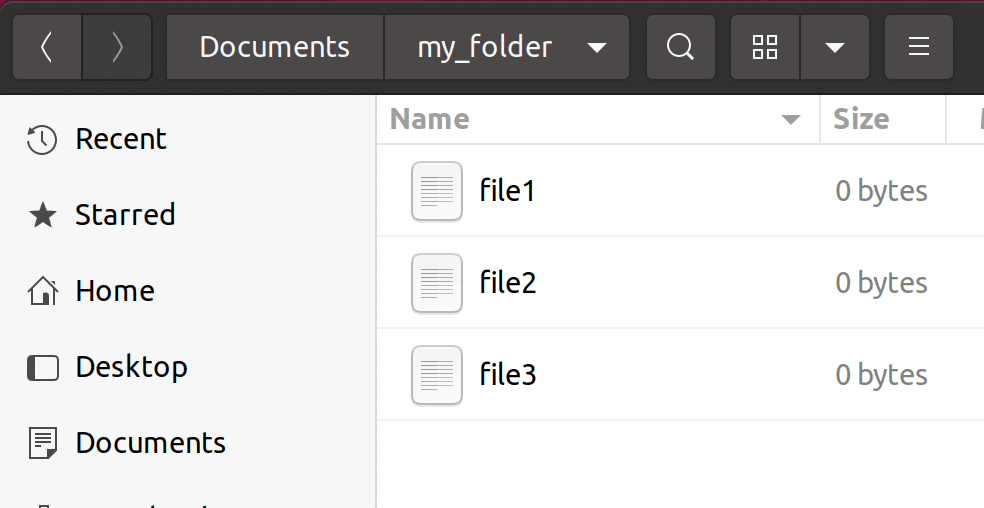 Documents my_folder
Name Size
Recent
file1 0 bytes
Starred
file2 0 bytes
Home
file3 0 bytes
Desktop
Documents